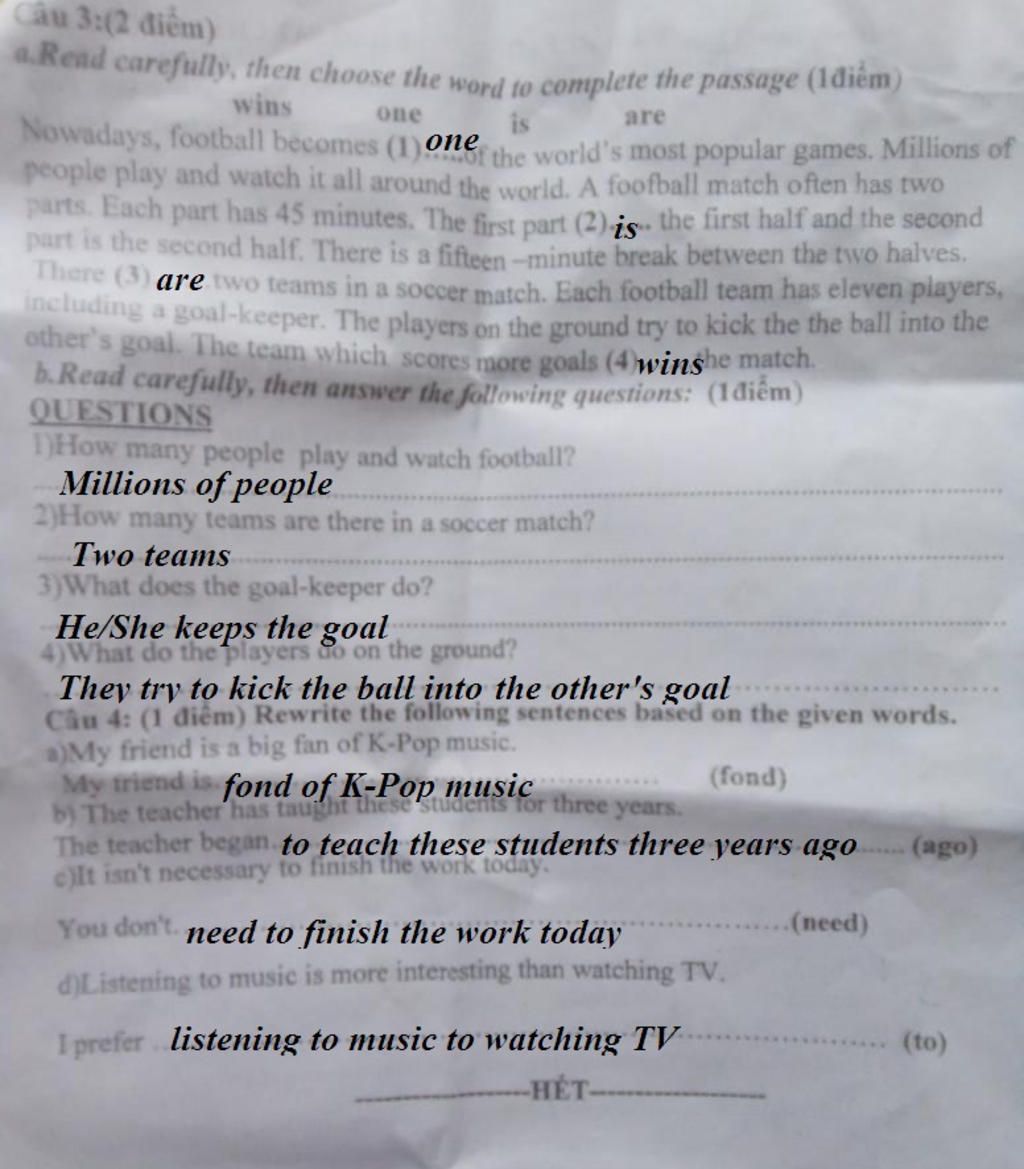 Câu 3:(2 điểm)
a.Read carefully, then choose the word to complete the passage (1điểm)
wins one is are
Nowadays, football becomes (1)one......of the world's most popular games. Millions of
people play and watch it all around the world. A foofball match often has two
parts. Each part has 45 minutes. The first part (2).is.. the first half and the second
part is the second half. There is a fifteen –minute break between the two halves.
There (3) are two teams in a soccer match. Each football team has eleven players,
including a goal-keeper. The players on the ground try to kick the the ball into the
other's goal. The team which scores more goals (4)wins the match.
b.Read carefully, then answer the following questions: (1điểm)
QUESTIONS
1)How many people play and watch football?
Millions of people
2)How many teams are there in a soccer match?
Two teams
3)What does the goal-keeper do?
He/She keeps the goal
4)What do the players do on the ground?
They try to kick the ball into the other's goal
Câu 4: (1 điểm) Rewrite the following sentences based on the given words.
a)My friend is a big fan of K-Pop music.
My friend is fond of K-Pop music (fond)
b) The teacher has taught these students for three years.
The teacher began to teach these students three years ago (ago)
c)It isn't necessary to finish the work today.
You don't need to finish the work today (need)
d)Listening to music is more interesting than watching TV.
I prefer listening to music to watching TV (to)
HẾT